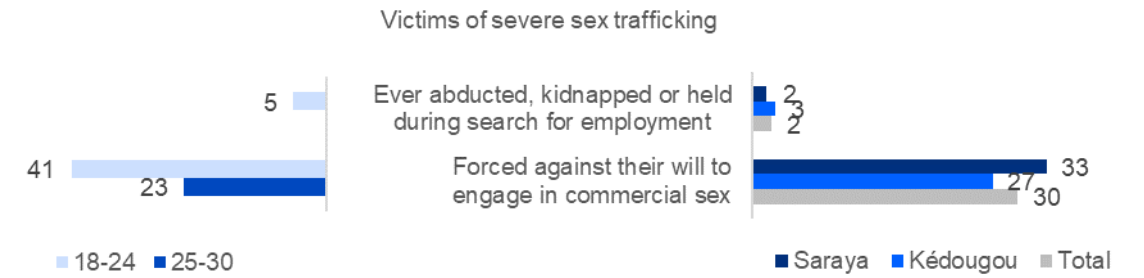 Victims of severe sex trafficking
5
Ever abducted, kidnapped or held
during search for employment
2
3
2
41
23
Forced against their will to
engage in commercial sex
33
27
30
18-24 25-30
Saraya Kédougou Total